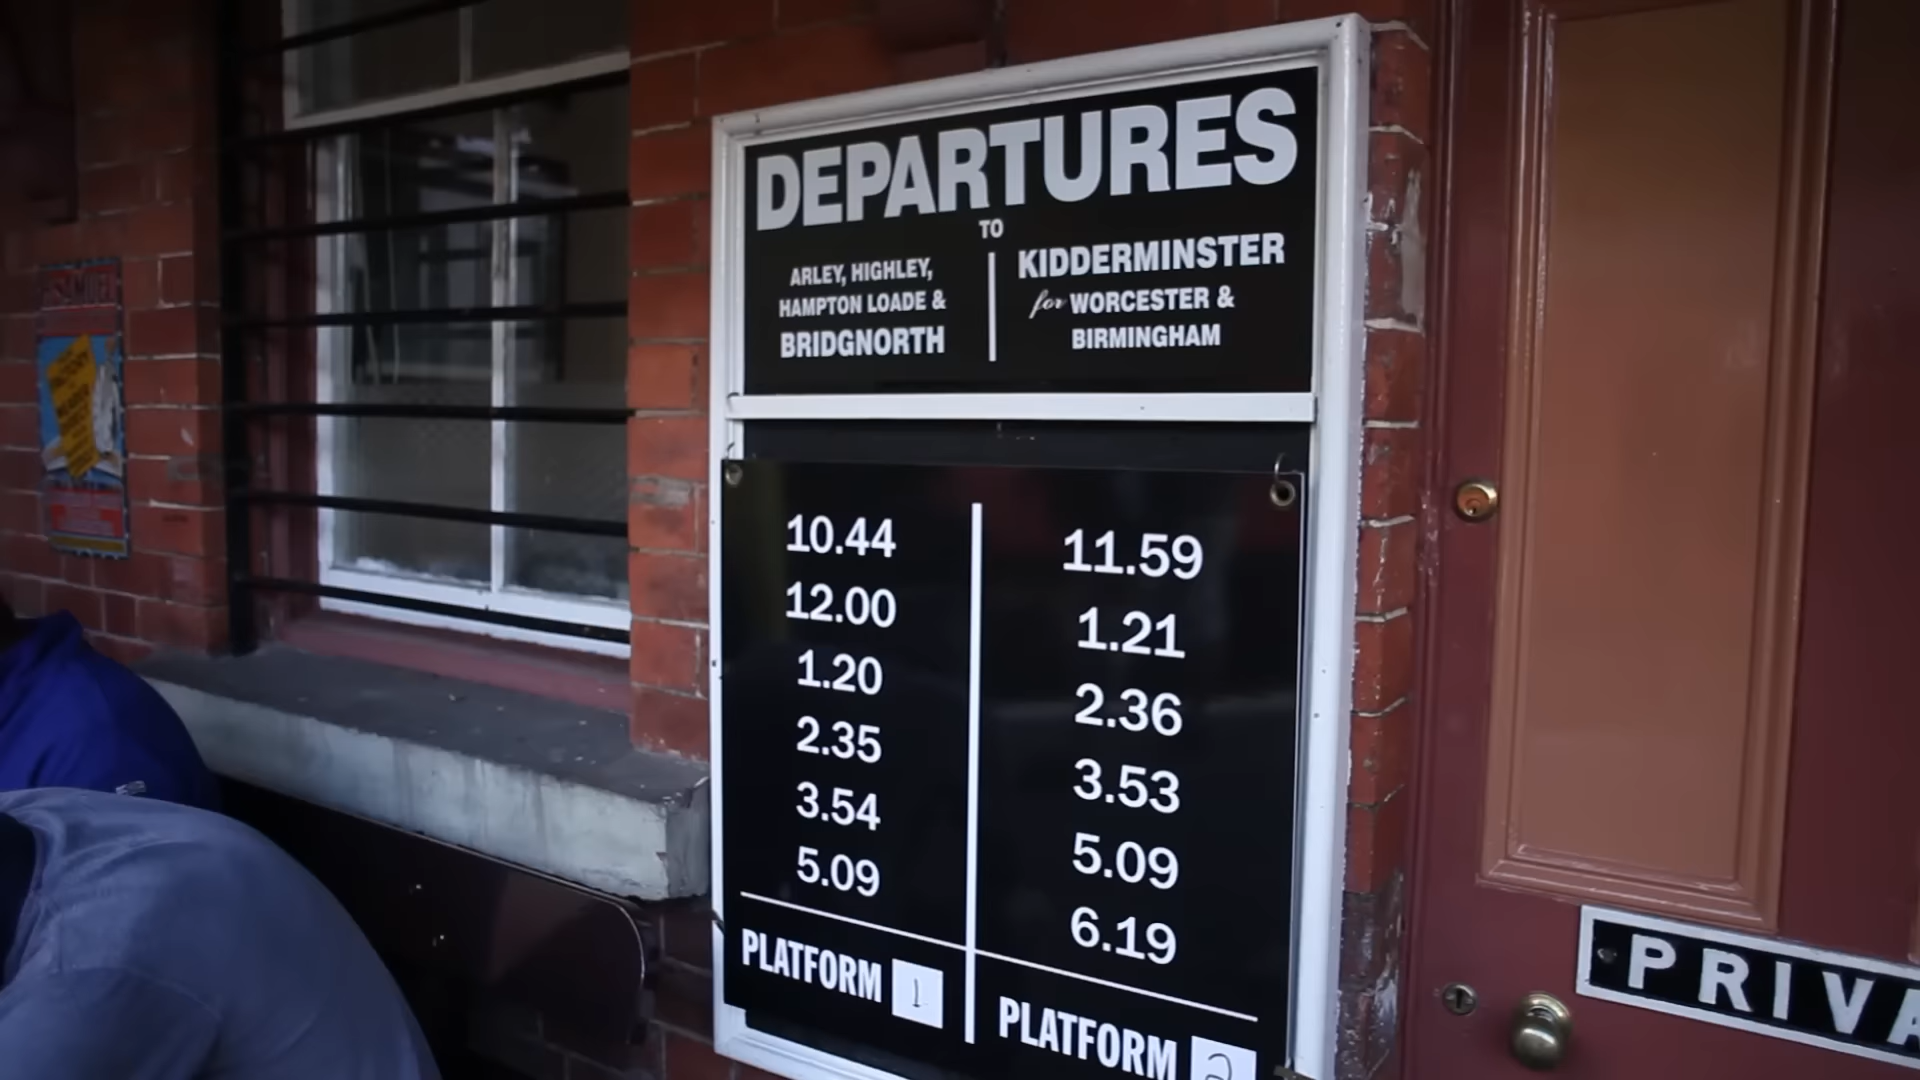 DEPARTURES
TO
ARLEY, HIGHLEY,
HAMPTON LOADE &
BRIDGNORTH
KIDDERMINSTER
for WORCESTER &
BIRMINGHAM
10.44
12.00
1.20
2.35
3.54
5.09
PLATFORM 1
11.59
1.21
2.36
3.53
5.09
6.19
PLATFORM 2
PRIVA